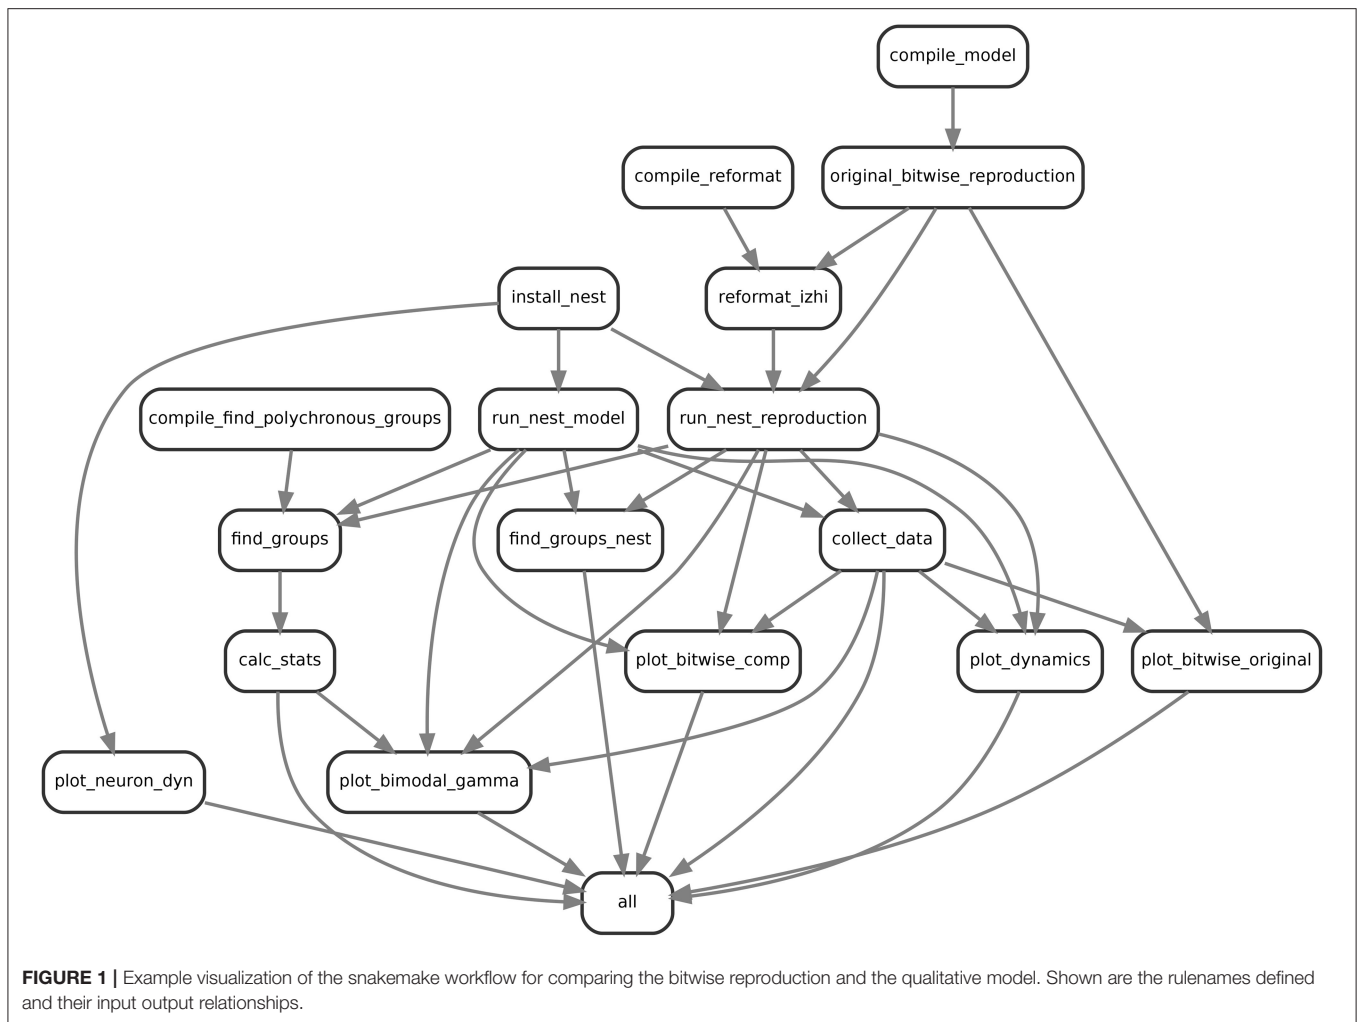 compile_model
compile_reformat
original_bitwise_reproduction
install_nest
reformat_izhi
compile_find_polychronous_groups
run_nest_model
run_nest_reproduction
find_groups
find_groups_nest
collect_data
calc_stats
plot_bitwise_comp
plot_dynamics
plot_bitwise_original
plot_neuron_dyn
plot_bimodal_gamma
all
FIGURE 1 | Example visualization of the snakemake workflow for comparing the bitwise reproduction and the qualitative model. Shown are the rulenames defined
and their input output relationships.